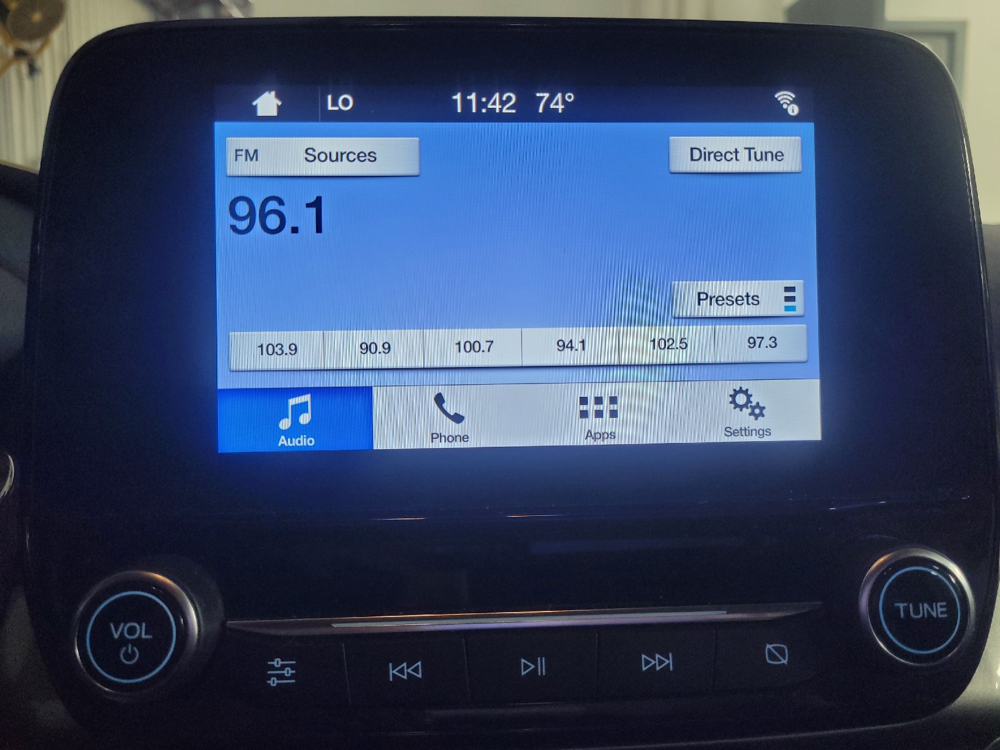 LO 11:42 74°
FM Sources Direct Tune
96.1
Presets
103.9 90.9 100.7 94.1 102.5 97.3
Audio Phone Apps Settings
VOL TUNE